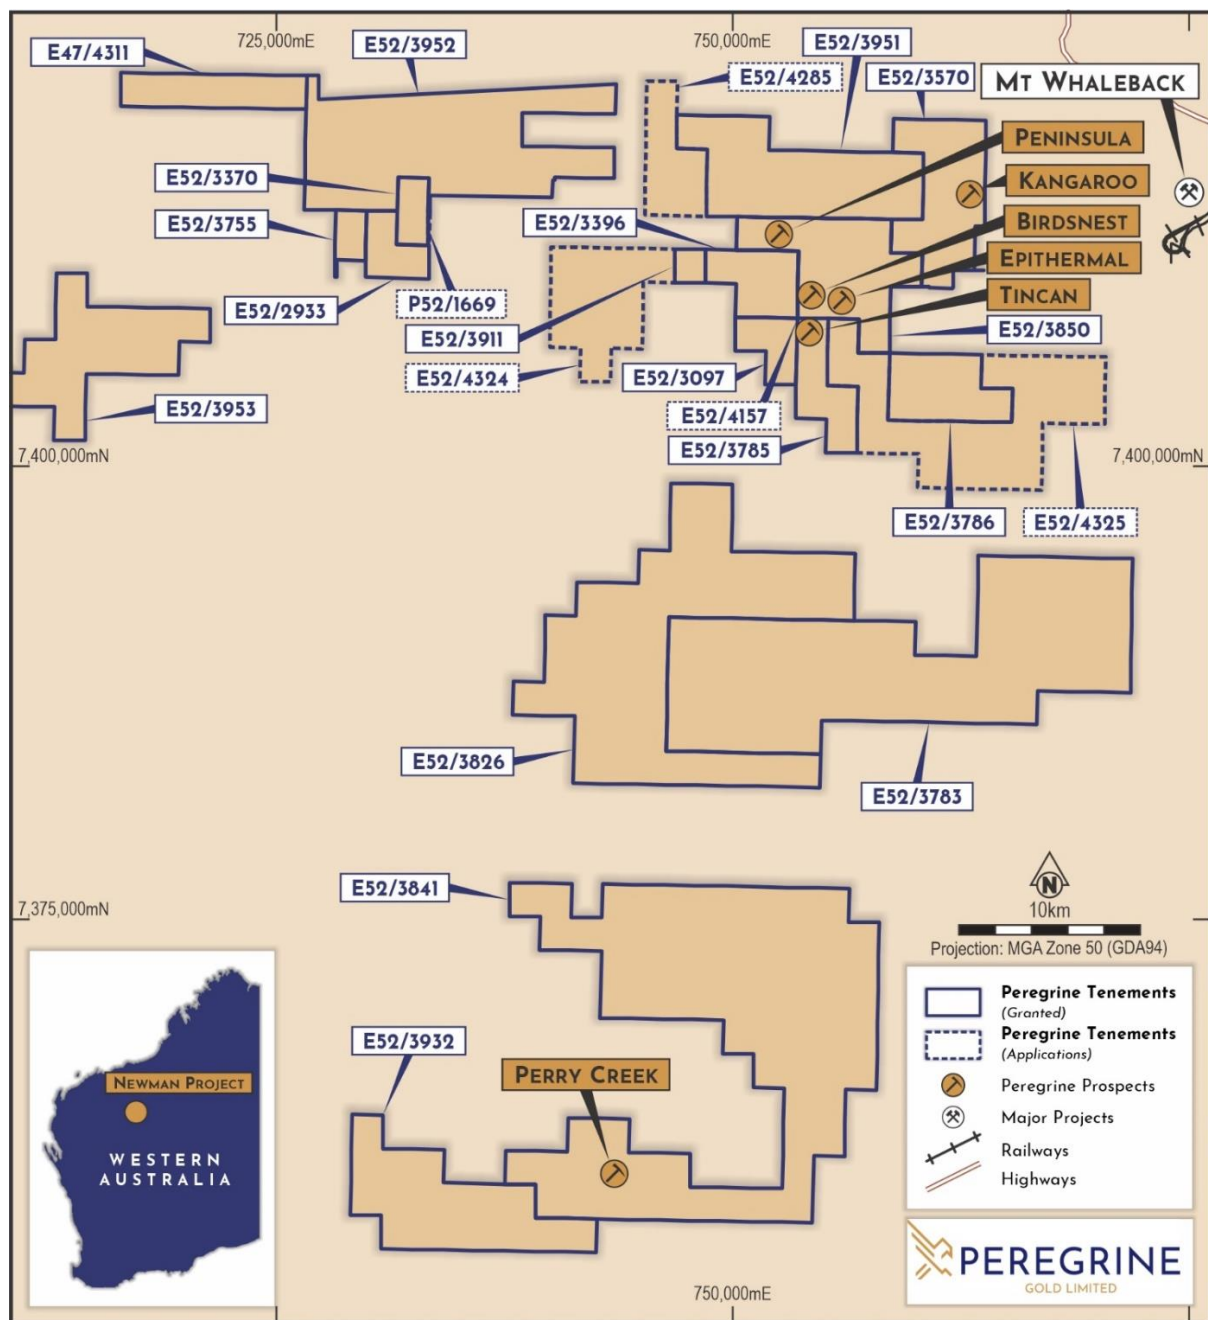 725,000mE
750,000mE
E47/4311
E52/3952
E52/3951
E52/4285
E52/3570
MT WHALEBACK
PENINSULA
E52/3370
KANGAROO
E52/3755
E52/3396
BIRDSNEST
EPITHERMAL
P52/1669
TINCAN
E52/2933
E52/3911
E52/3850
E52/4324
E52/3097
E52/3953
E52/4157
E52/3785
7,400,000mN
7,400,000mN
E52/3786
E52/4325
E52/3826
E52/3783
E52/3841
7,375,000mN
N
10km
Projection: MGA Zone 50 (GDA94)
Peregrine Tenements
(Granted)
Peregrine Tenements
(Applications)
Peregrine Prospects
Major Projects
Railways
Highways
E52/3932
PERRY CREEK
NEWMAN PROJECT
WESTERN
AUSTRALIA
PEREGRINE
GOLD LIMITED
750,000mE